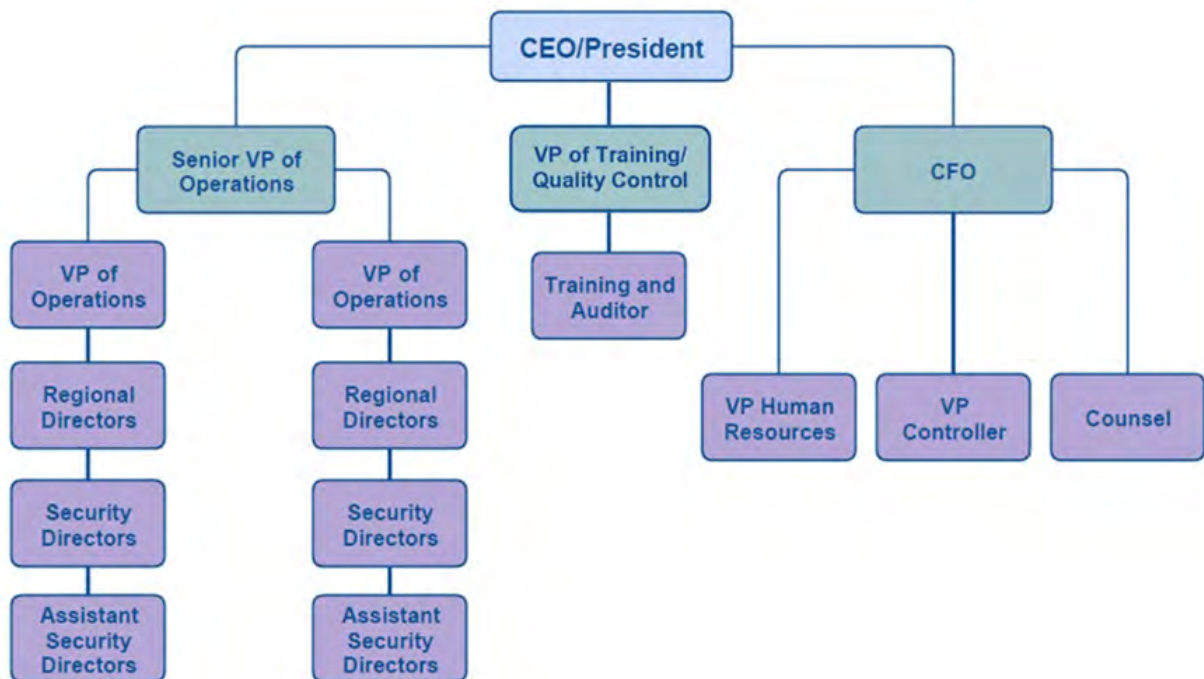 CEO/President
Senior VP of
Operations
VP of Training/
Quality Control
CFO
VP of
Operations
VP of
Operations
Training and
Auditor
Regional
Directors
Regional
Directors
VP Human
Resources
VP
Controller
Counsel
Security
Directors
Security
Directors
Assistant
Security
Directors
Assistant
Security
Directors